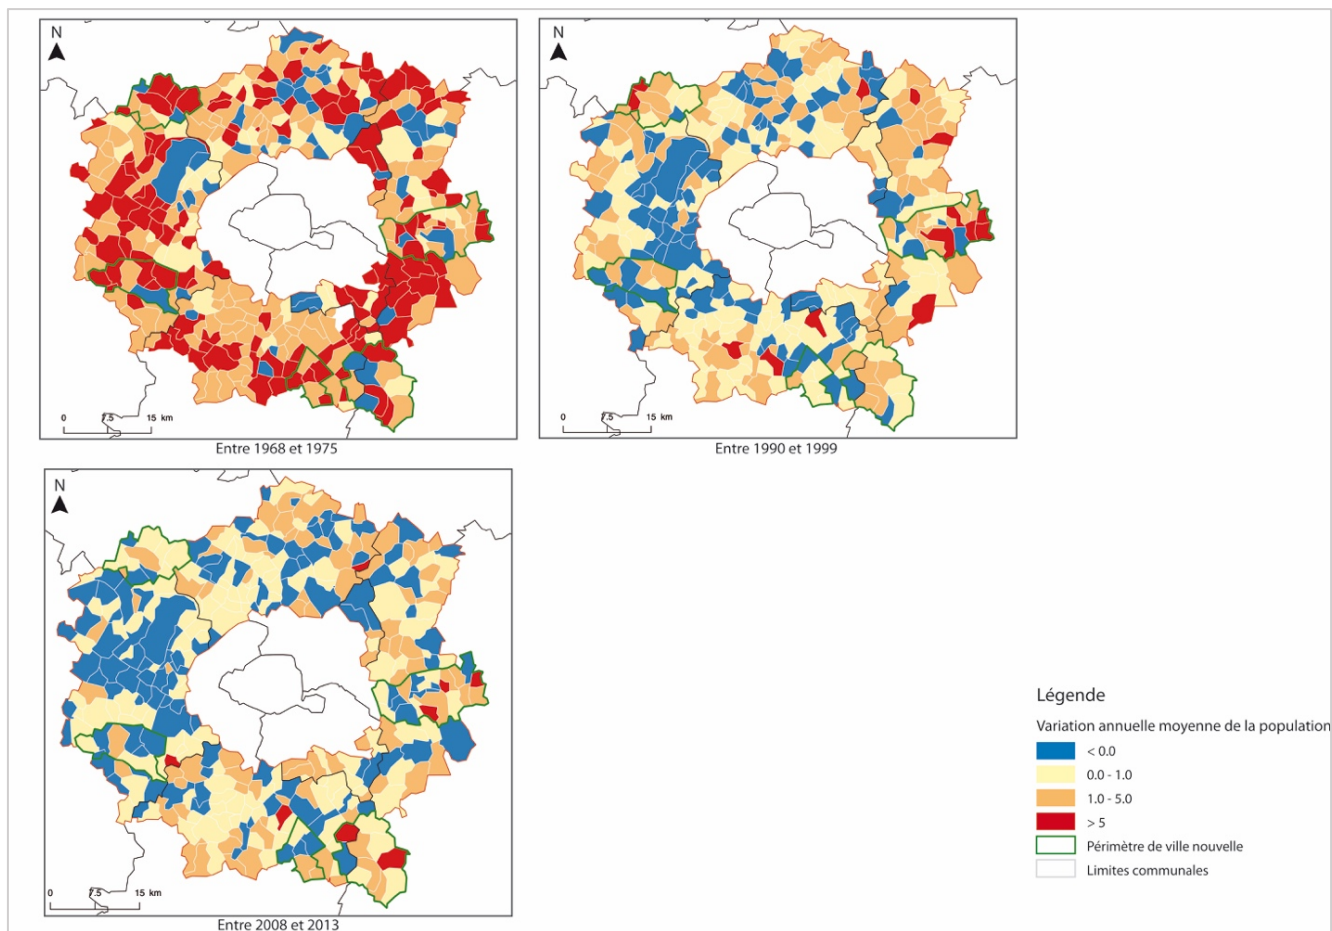 N
0 7.5 15 km
Entre 1968 et 1975
N
0 7.5 15 km
Entre 1990 et 1999
N
0 7.5 15 km
Entre 2008 et 2013
Légende
Variation annuelle moyenne de la population
< 0.0
0.0 - 1.0
1.0 - 5.0
> 5
Périmètre de ville nouvelle
Limites communales